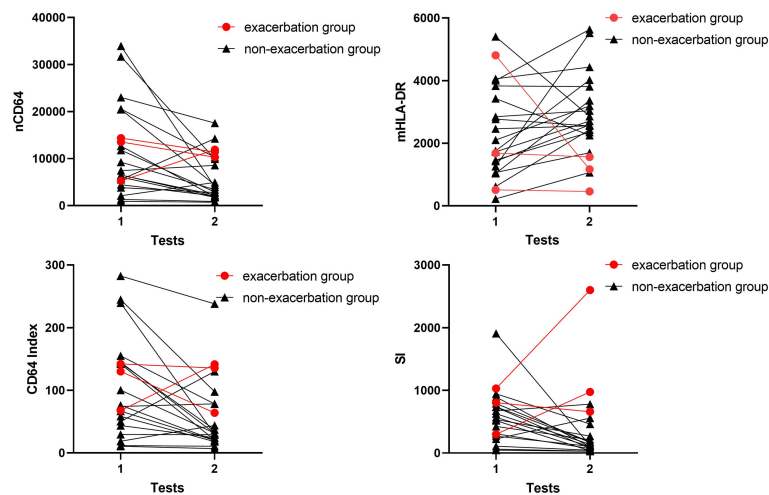 nCD64
40000
30000
20000
10000
0
1
2
Tests
exacerbation group
non-exacerbation group
mHLA-DR
6000
4000
2000
0
1
2
Tests
exacerbation group
non-exacerbation group
CD64 Index
300
200
100
0
1
2
Tests
exacerbation group
non-exacerbation group
SI
3000
2000
1000
0
1
2
Tests
exacerbation group
non-exacerbation group